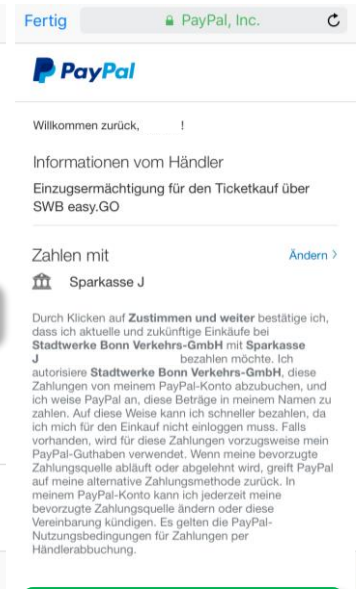 Fertig PayPal, Inc.
PayPal
Willkommen zurück, !
Informationen vom Händler
Einzugsermächtigung für den Ticketkauf über
SWB easy.GO
Zahlen mit Ändern >
Sparkasse J
Durch Klicken auf Zustimmen und weiter bestätige ich,
dass ich aktuelle und zukünftige Einkäufe bei
Stadtwerke Bonn Verkehrs-GmbH mit Sparkasse
J bezahlen möchte. Ich
autorisiere Stadtwerke Bonn Verkehrs-GmbH, diese
Zahlungen von meinem PayPal-Konto abzubuchen, und
ich weise PayPal an, diese Beträge in meinem Namen zu
zahlen. Auf diese Weise kann ich schneller bezahlen, da
ich mich für den Einkauf nicht einloggen muss. Falls
vorhanden, wird für diese Zahlungen vorzugsweise mein
PayPal-Guthaben verwendet. Wenn meine bevorzugte
Zahlungsquelle abläuft oder abgelehnt wird, greift PayPal
auf meine alternative Zahlungsmethode zurück. In
meinem PayPal-Konto kann ich jederzeit meine
bevorzugte Zahlungsquelle ändern oder diese
Vereinbarung kündigen. Es gelten die PayPal-
Nutzungsbedingungen für Zahlungen per
Händlerabbuchung.